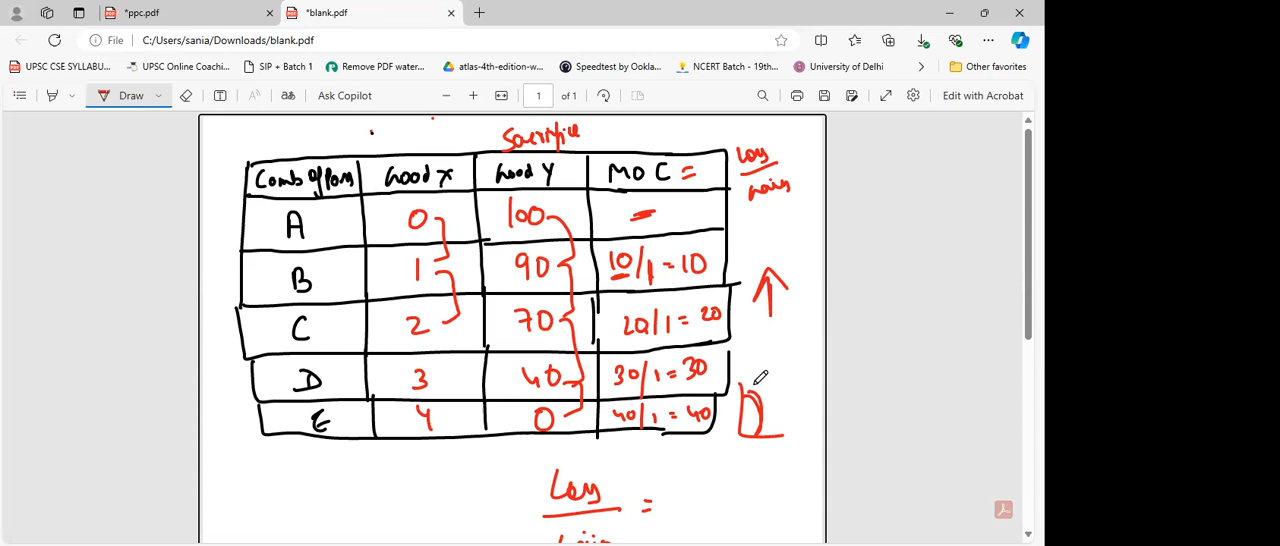 *ppc.pdf
*blank.pdf
File C:/Users/sania/Downloads/blank.pdf
UPSC CSE SYLLABU... UPSC Online Coachi... SIP + Batch 1 Remove PDF water... atlas-4th-edition-w... Speedtest by Ookla... NCERT Batch - 19th... University of Delhi Other favorites
Draw Ask Copilot 1 of 1 Edit with Acrobat
Sacrifice
Combo/pans Good X Good Y MOC = Loss
Gain
A 0 100 -
B 1 90 10/1 = 10
C 2 70 20/1 = 20
D 3 40 30/1 = 30
E 4 0 40/1 = 40
Loss =